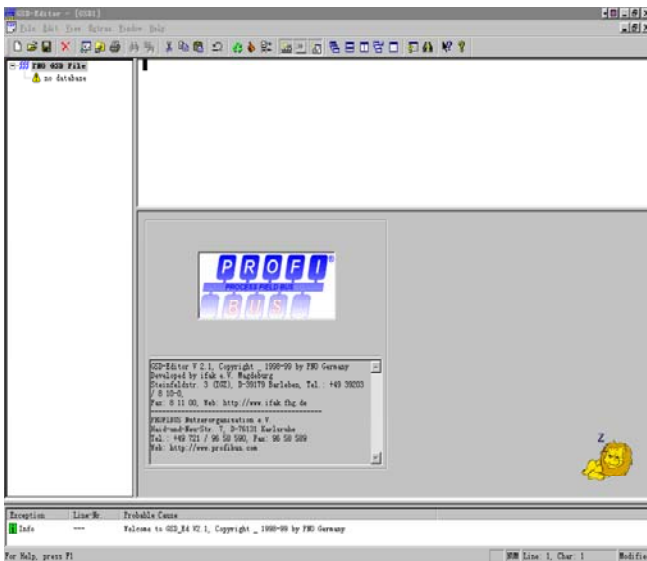 GSD-Editor - [GSD1]
File Edit View Extras Window Help
PNO GSD File
no database
PROFI®
PROCESS FIELD BUS
BUS
GSD-Editor V 2.1, Copyright _ 1998-99 by PNO Germany
Developed by ifak e.V. Magdeburg
Steinfeldstr. 3 (IGZ), D-39179 Barleben, Tel.: +49 39203
/ 8 10-0,
Fax: 8 11 00, Web: http://www.ifak.fhg.de
PROFIBUS Nutzerorganisation e.V.
Haid-und-Neu-Str. 7, D-76131 Karlsruhe
Tel.: +49 721 / 96 58 590, Fax: 96 58 589
Web: http://www.profibus.com
Z
Exception Line-Nr. Probable Cause
Info --- Welcome to GSD_Ed V2.1, Copyright _ 1998-99 by PNO Germany
For Help, press F1
NUM Line: 1, Char: 1 Modifie